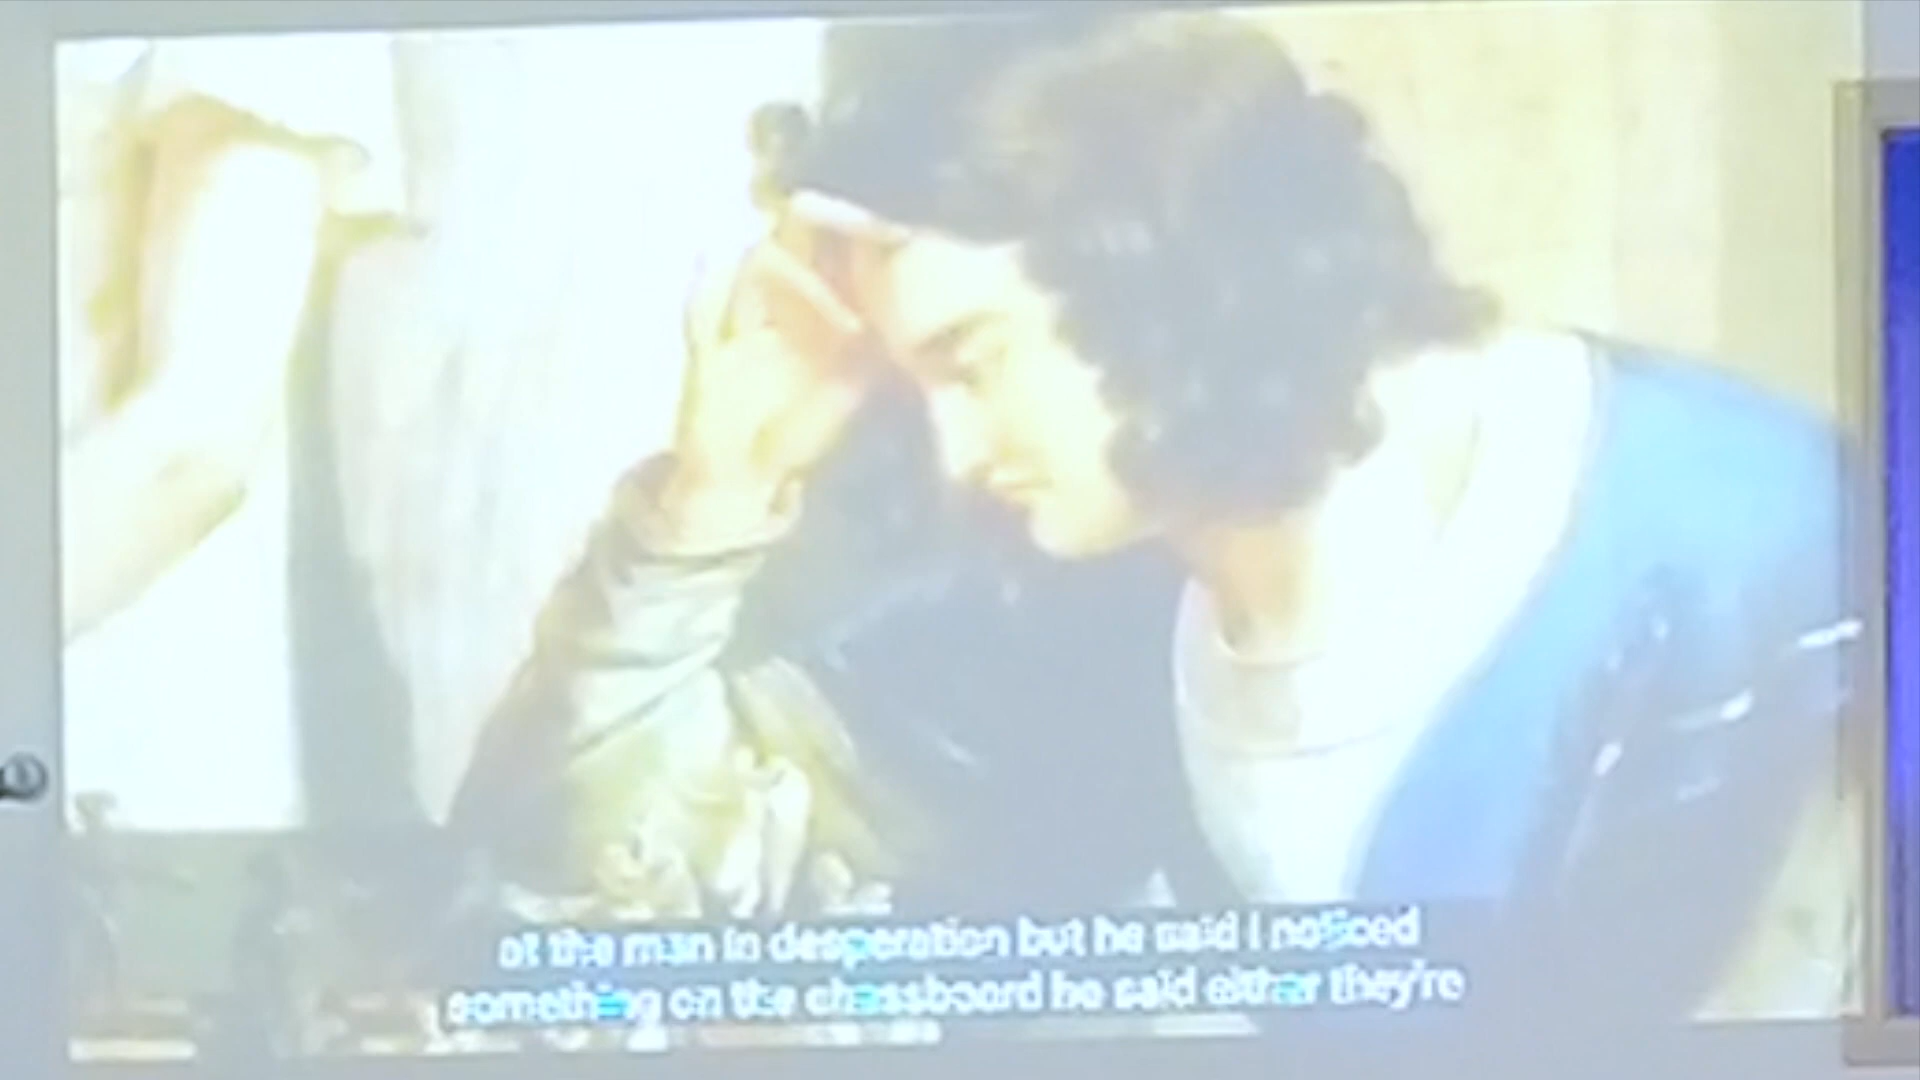 at the man in desperation but he said I noticed
something on the chessboard he said either they're